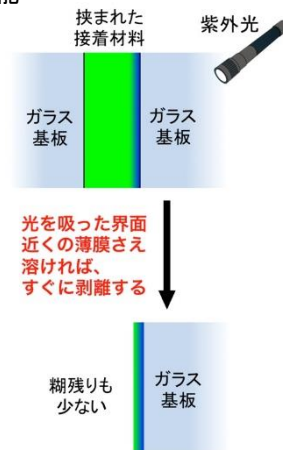 挟まれた
接着材料
紫外光
ガラス
基板
ガラス
基板
光を吸った界面
近くの薄膜さえ
溶ければ、
すぐに剥離する
糊残りも
少ない
ガラス
基板